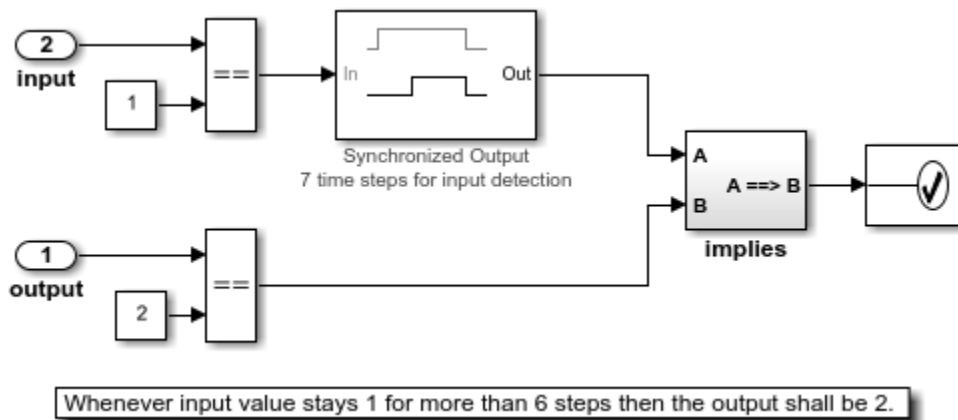 2
input
1
==
In
Out
Synchronized Output
7 time steps for input detection
A
B
A ==> B
implies
1
output
2
==
Whenever input value stays 1 for more than 6 steps then the output shall be 2.